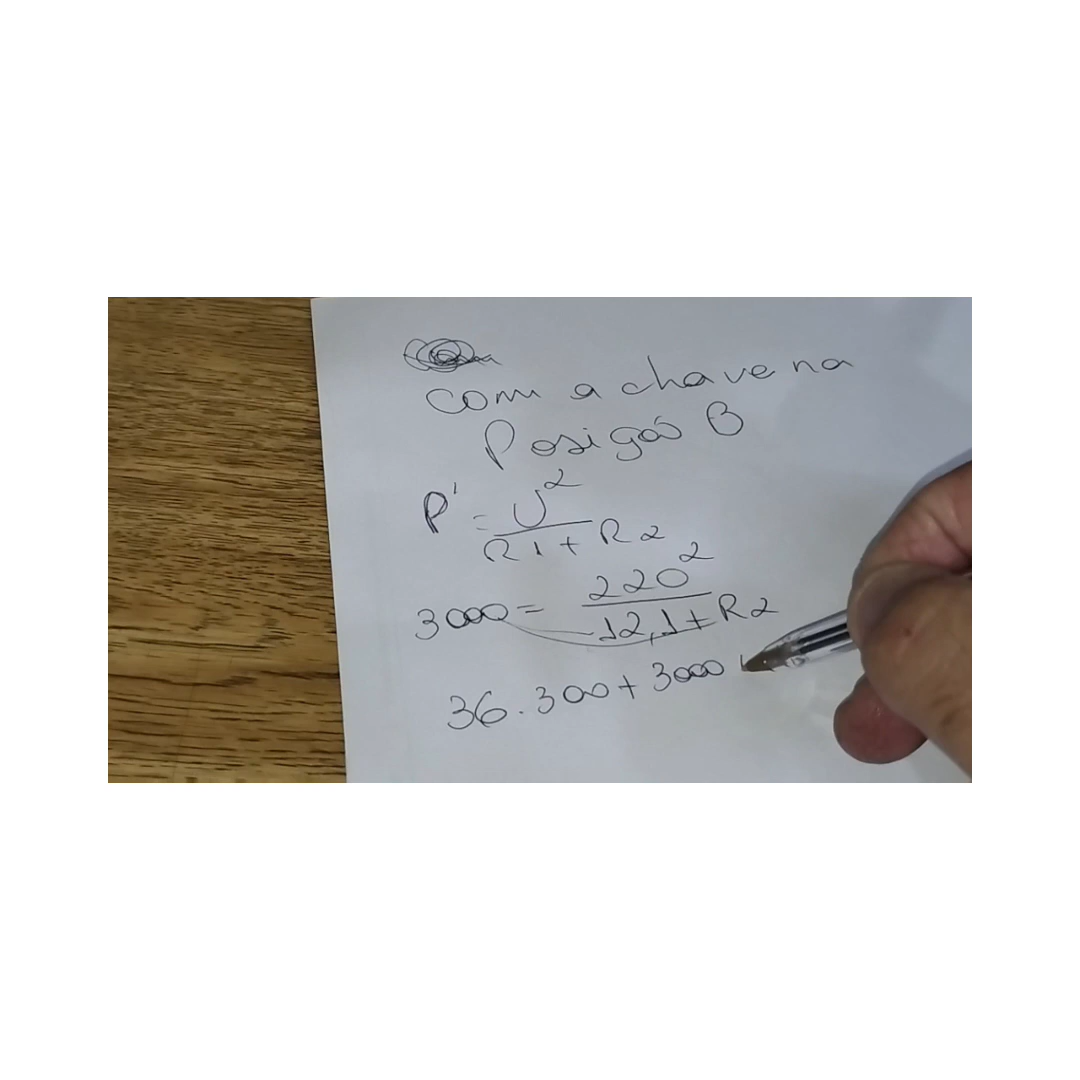 com a chave na
Posição B
P' = U²
R1 + R2
3000 = 220²
12,1 + R2
36.300 + 3000